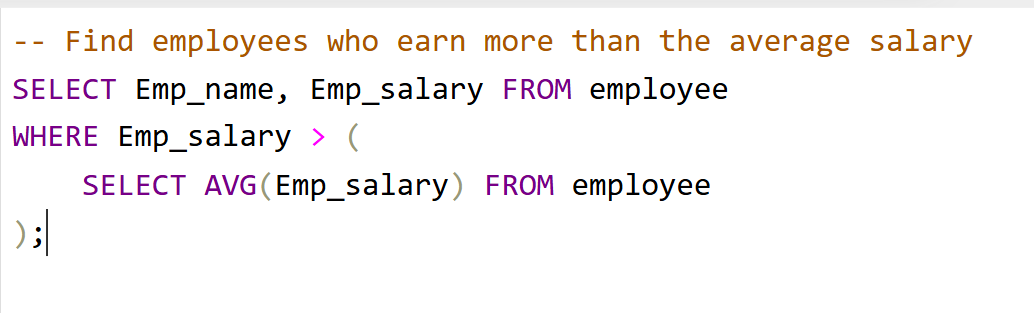 -- Find employees who earn more than the average salary
SELECT Emp_name, Emp_salary FROM employee
WHERE Emp_salary > (
    SELECT AVG(Emp_salary) FROM employee
);